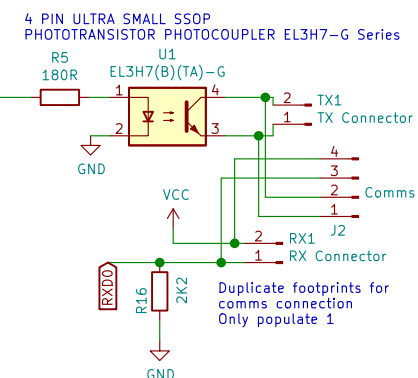 4 PIN ULTRA SMALL SSOP
PHOTOTRANSISTOR PHOTOCOUPLER EL3H7-G Series
R5
180R
U1
EL3H7(B)(TA)-G
1
4
2
3
GND
2
TX1
1
TX Connector
4
3
2
Comms
1
J2
VCC
2
RX1
1
RX Connector
RXD0
R16
2K2
GND
Duplicate footprints for
comms connection
Only populate 1